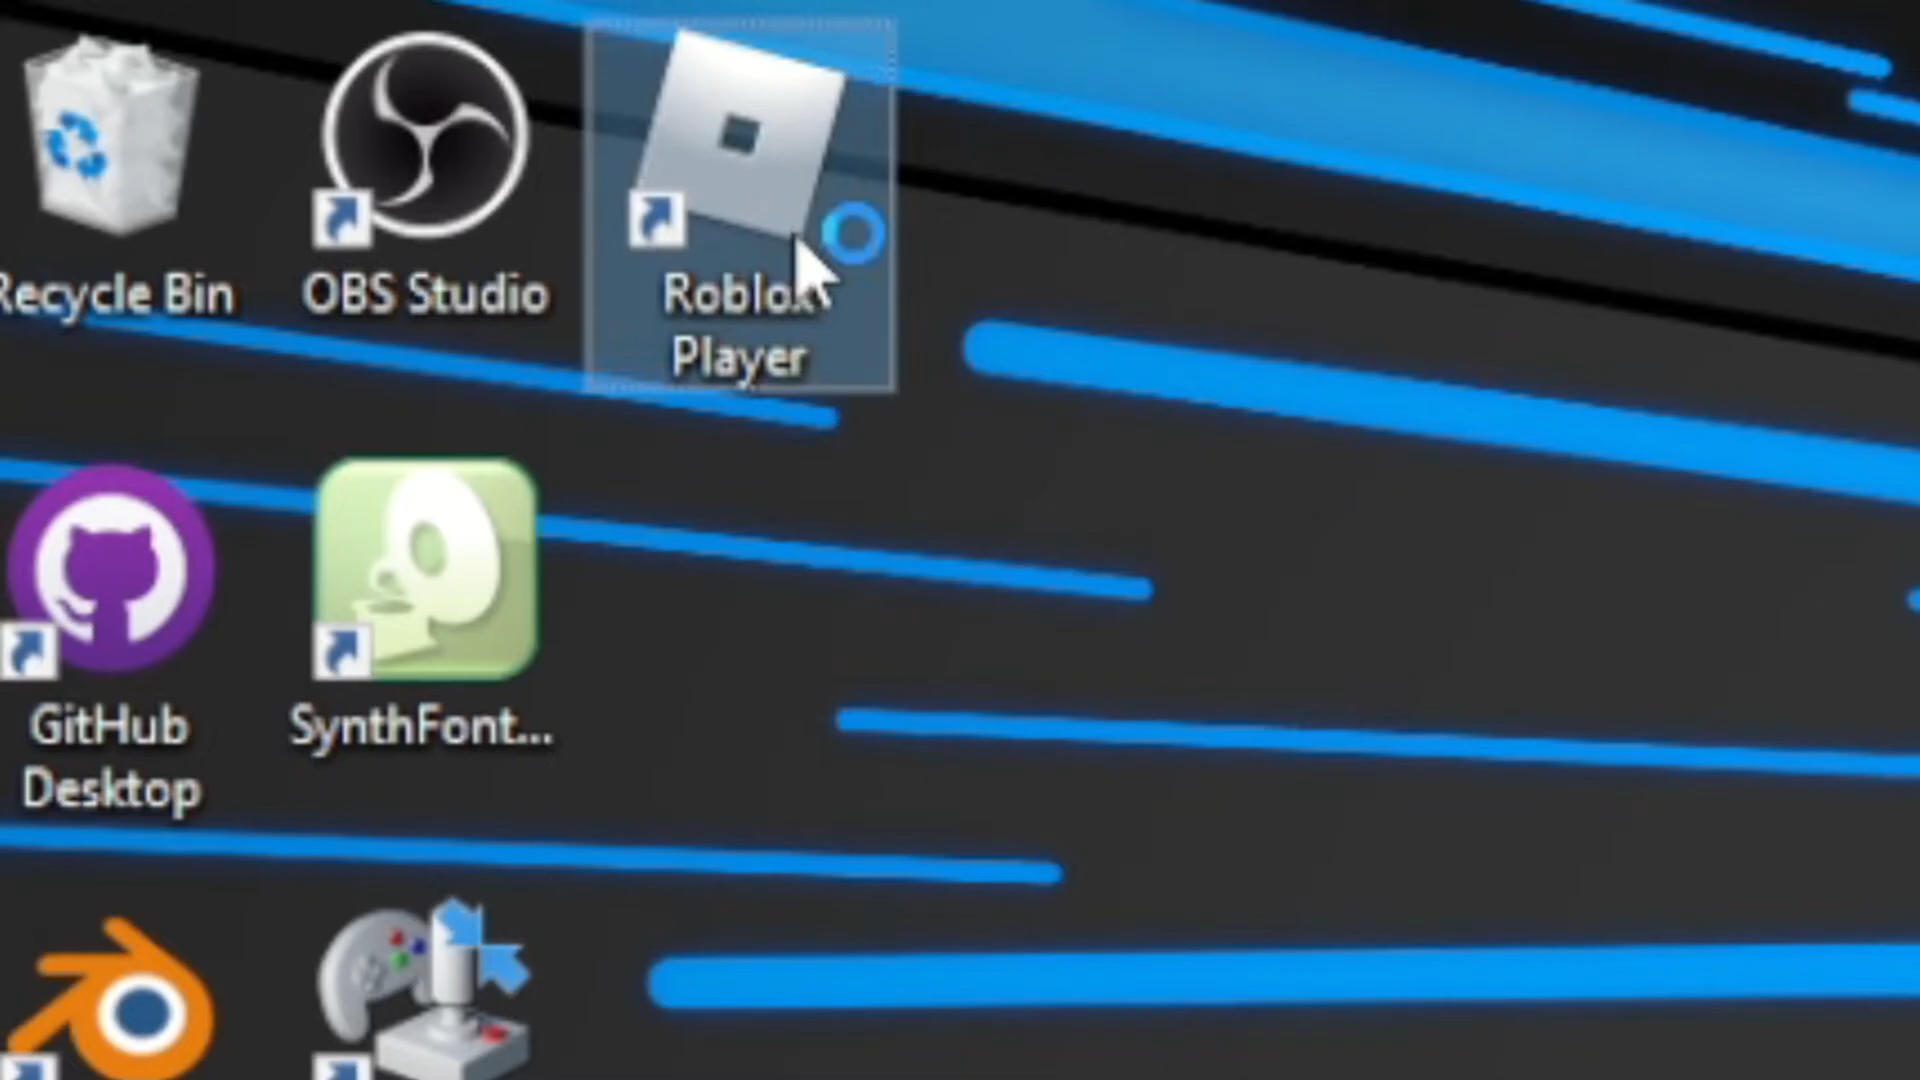 Recycle Bin
OBS Studio
Roblox
Player
GitHub
Desktop
SynthFont...